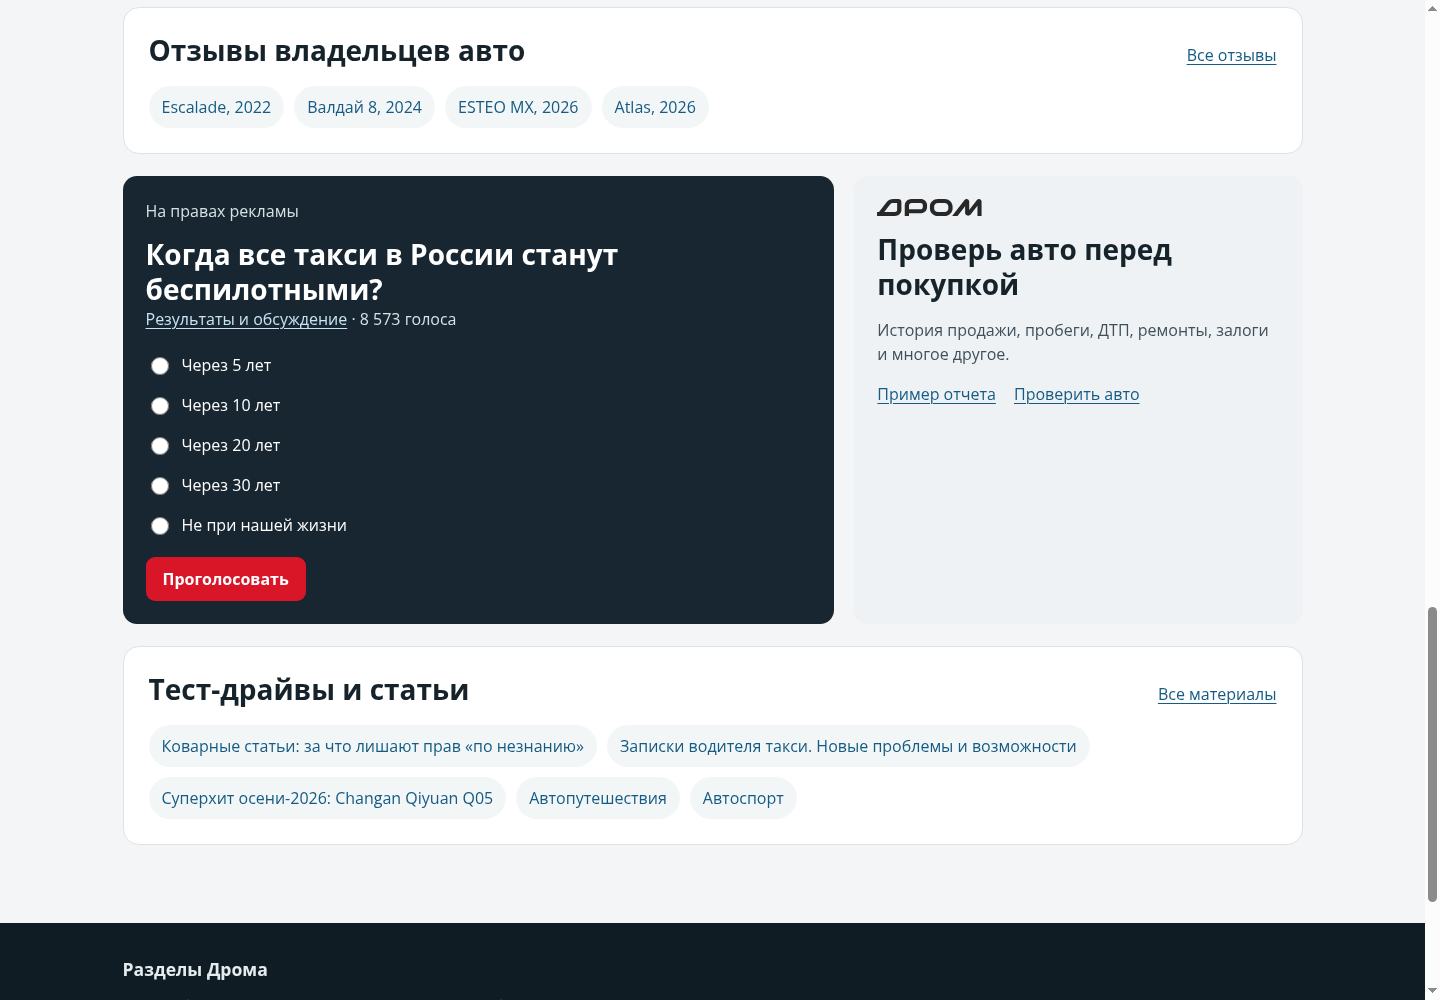 Отзывы владельцев авто
Все отзывы
Escalade, 2022
Валдай 8, 2024
ESTEO MX, 2026
Atlas, 2026
На правах рекламы
Когда все такси в России станут
беспилотными?
Результаты и обсуждение · 8 573 голоса
Через 5 лет
Через 10 лет
Через 20 лет
Через 30 лет
Не при нашей жизни
Проголосовать
ДРОМ
Проверь авто перед
покупкой
История продажи, пробеги, ДТП, ремонты, залоги
и многое другое.
Пример отчета
Проверить авто
Тест-драйвы и статьи
Все материалы
Коварные статьи: за что лишают прав «по незнанию»
Записки водителя такси. Новые проблемы и возможности
Суперхит осени-2026: Changan Qiyuan Q05
Автопутешествия
Автоспорт
Разделы Дрома